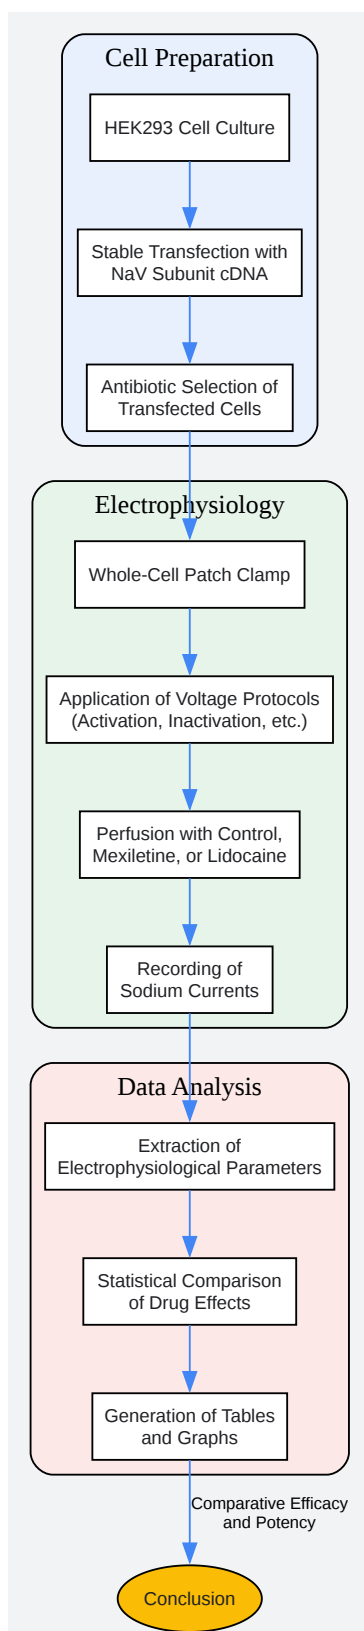 Cell Preparation
HEK293 Cell Culture
Stable Transfection with
NaV Subunit cDNA
Antibiotic Selection of
Transfected Cells
Electrophysiology
Whole-Cell Patch Clamp
Application of Voltage Protocols
(Activation, Inactivation, etc.)
Perfusion with Control,
Mexiletine, or Lidocaine
Recording of
Sodium Currents
Data Analysis
Extraction of
Electrophysiological Parameters
Statistical Comparison
of Drug Effects
Generation of Tables
and Graphs
Comparative Efficacy
and Potency
Conclusion